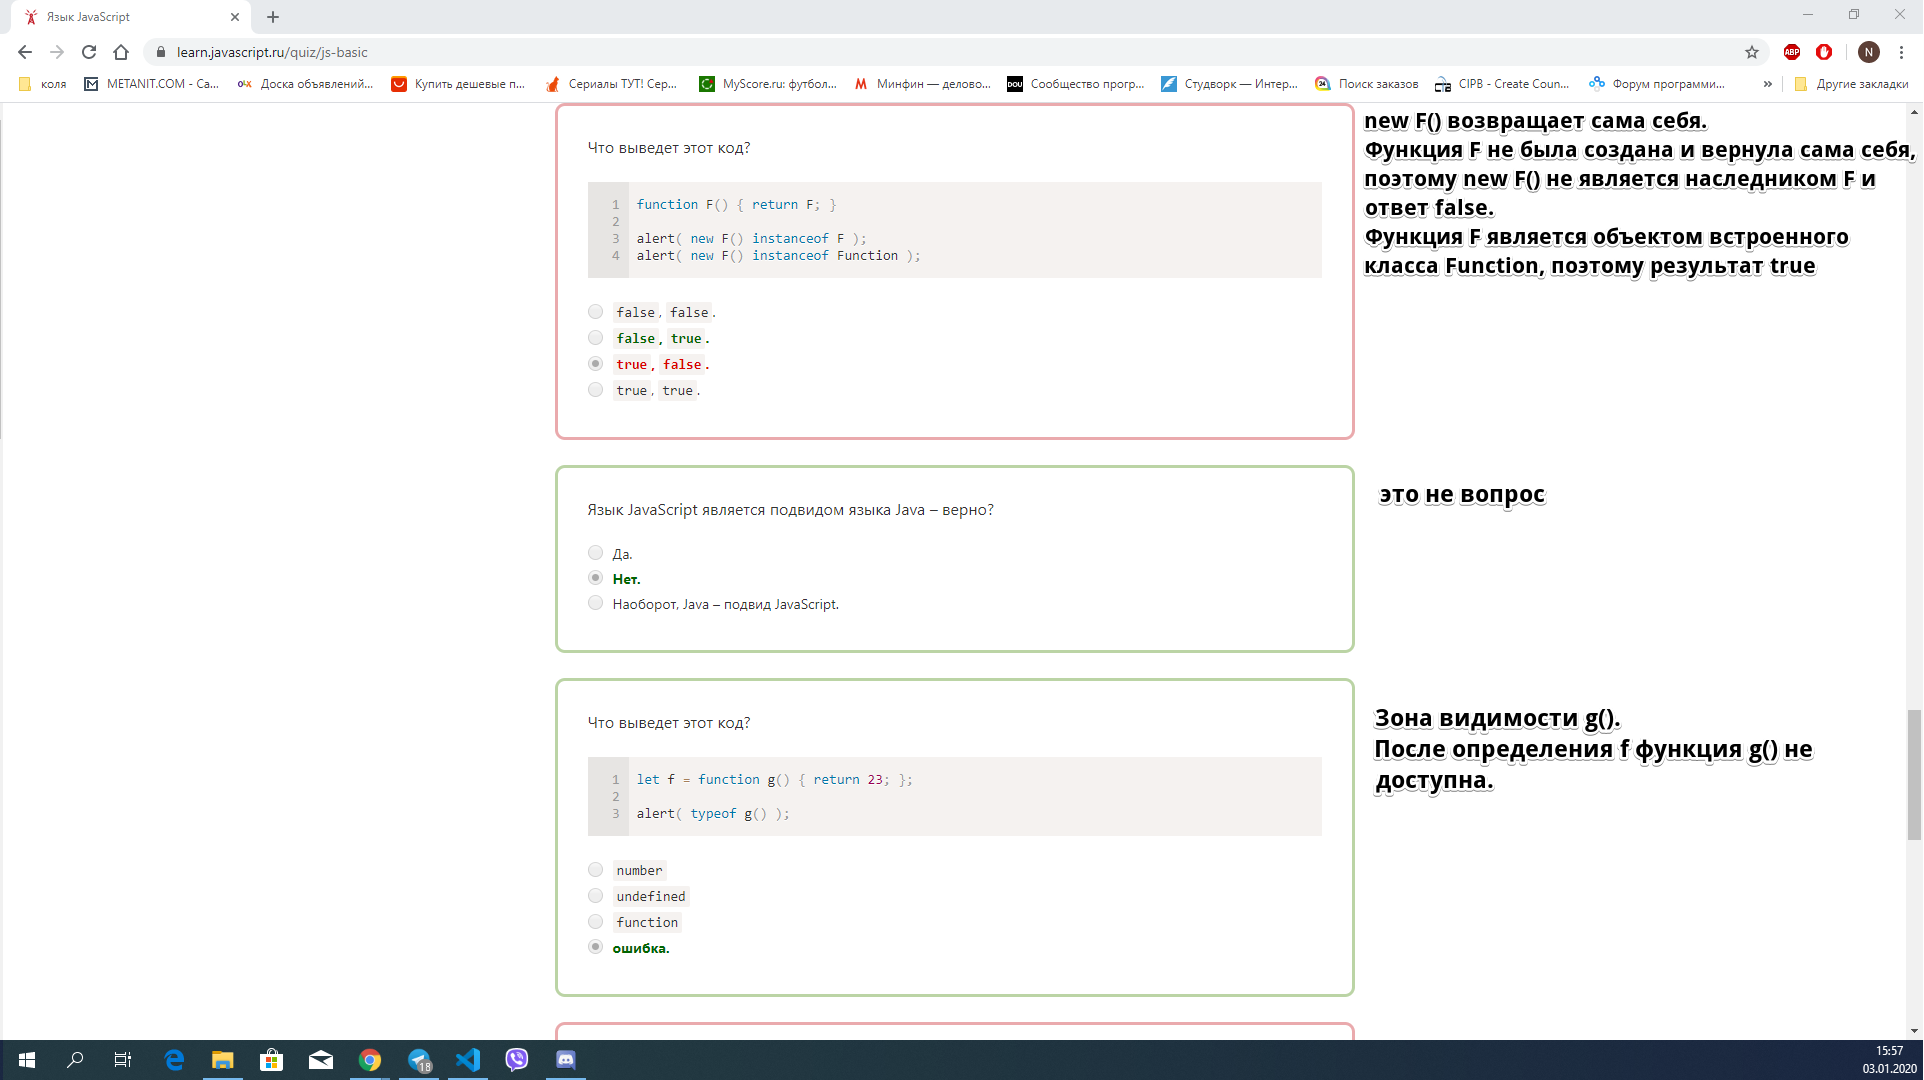 Язык JavaScript
learn.javascript.ru/quiz/js-basic
ABP
N
коля
METANIT.COM - Са...
Доска объявлений...
Купить дешевые п...
Сериалы ТУТ! Сер...
MyScore.ru: футбол...
Минфин — делово...
DOU
Сообщество прогр...
Студворк — Интер...
24
Поиск заказов
CIPB - Create Coun...
Форум программи...
»
Другие закладки
Что выведет этот код?
1 function F() { return F; }
2
3 alert( new F() instanceof F );
4 alert( new F() instanceof Function );
false, false.
false, true.
true, false.
true, true.
new F() возвращает сама себя.
Функция F не была создана и вернула сама себя,
поэтому new F() не является наследником F и
ответ false.
Функция F является объектом встроенного
класса Function, поэтому результат true
Язык JavaScript является подвидом языка Java – верно?
Да.
Нет.
Наоборот, Java – подвид JavaScript.
это не вопрос
Что выведет этот код?
1 let f = function g() { return 23; };
2
3 alert( typeof g() );
number
undefined
function
ошибка.
Зона видимости g().
После определения f функция g() не
доступна.
18
15:57
03.01.2020